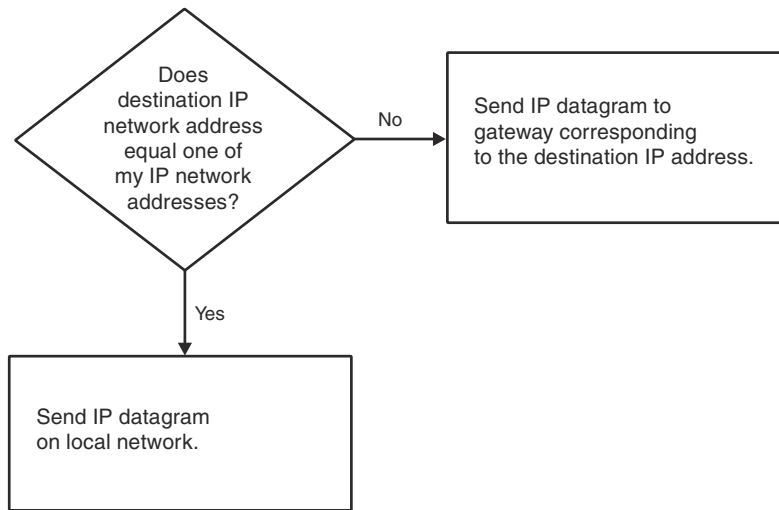 Does
destination IP
network address
equal one of
my IP network
addresses?
No
Send IP datagram to
gateway corresponding
to the destination IP address.
Yes
Send IP datagram
on local network.